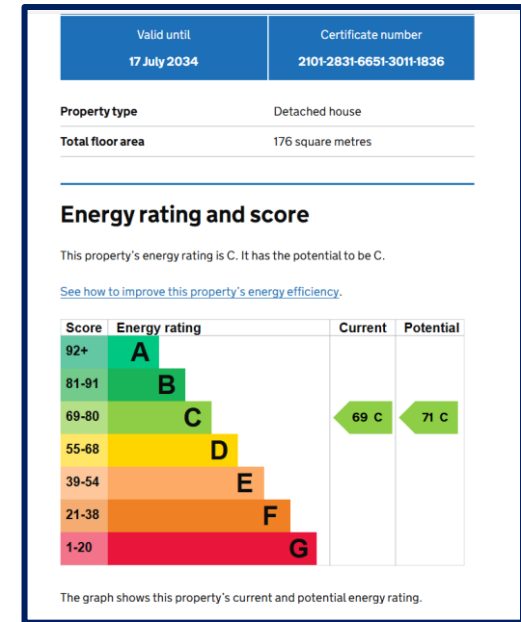 Valid until
17 July 2034
Certificate number
2101-2831-6651-3011-1836
Property type Detached house
Total floor area 176 square metres
Energy rating and score
This property's energy rating is C. It has the potential to be C.
See how to improve this property's energy efficiency.
Score Energy rating Current Potential
92+ A
81-91 B
69-80 C 69 C 71 C
55-68 D
39-54 E
21-38 F
1-20 G
The graph shows this property's current and potential energy rating.